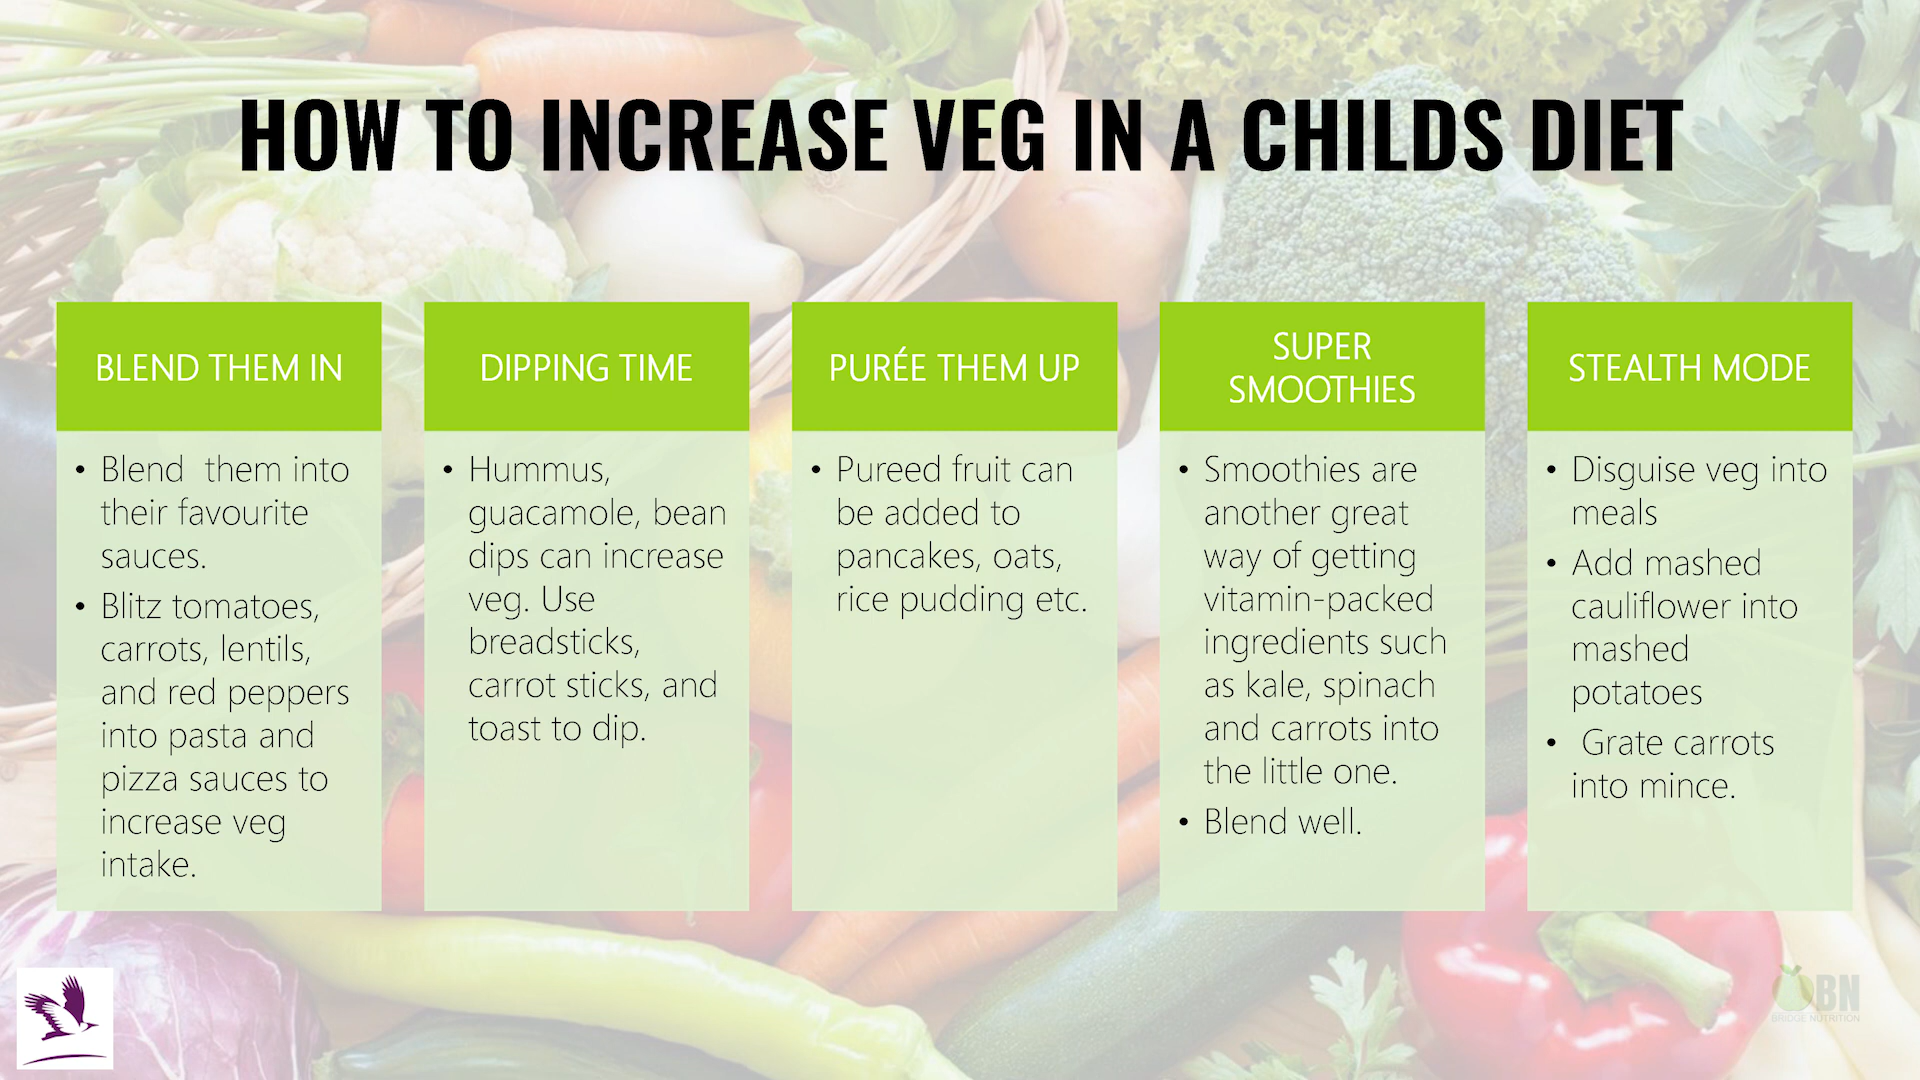 HOW TO INCREASE VEG IN A CHILDS DIET
BLEND THEM IN
• Blend  them into
their favourite
sauces.
• Blitz tomatoes,
carrots, lentils,
and red peppers
into pasta and
pizza sauces to
increase veg
intake.
DIPPING TIME
• Hummus,
guacamole, bean
dips can increase
veg. Use
breadsticks,
carrot sticks, and
toast to dip.
PURÉE THEM UP
• Pureed fruit can
be added to
pancakes, oats,
rice pudding etc.
SUPER
SMOOTHIES
• Smoothies are
another great
way of getting
vitamin-packed
ingredients such
as kale, spinach
and carrots into
the little one.
• Blend well.
STEALTH MODE
• Disguise veg into
meals
• Add mashed
cauliflower into
mashed
potatoes
•  Grate carrots
into mince.
BN
BRIDGE NUTRITION